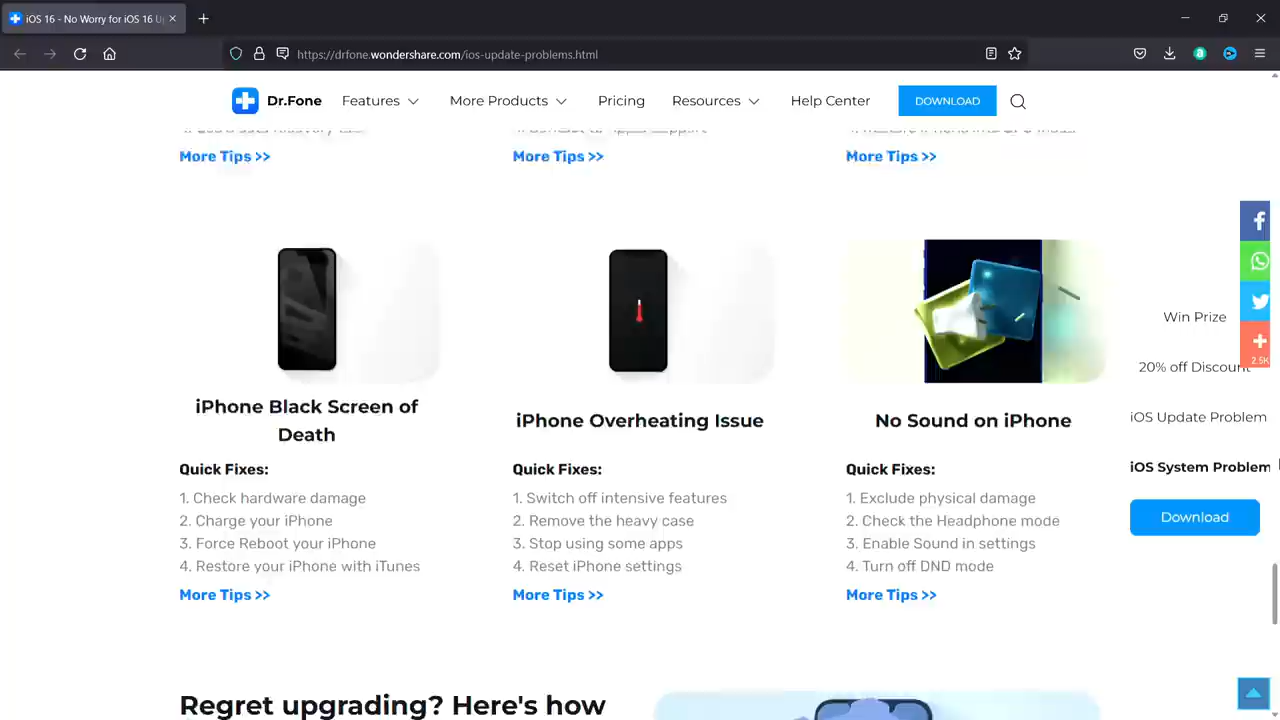 iOS 16 - No Worry for iOS 16 U
https://drfone.wondershare.com/ios-update-problems.html
Dr.Fone
Features
More Products
Pricing
Resources
Help Center
DOWNLOAD
More Tips >>
More Tips >>
More Tips >>
iPhone Black Screen of
Death
Quick Fixes:
1. Check hardware damage
2. Charge your iPhone
3. Force Reboot your iPhone
4. Restore your iPhone with iTunes
More Tips >>
iPhone Overheating Issue
Quick Fixes:
1. Switch off intensive features
2. Remove the heavy case
3. Stop using some apps
4. Reset iPhone settings
More Tips >>
No Sound on iPhone
Quick Fixes:
1. Exclude physical damage
2. Check the Headphone mode
3. Enable Sound in settings
4. Turn off DND mode
More Tips >>
Win Prize
20% off Discount
iOS Update Problem
iOS System Problem
Download
2.5K
Regret upgrading? Here's how